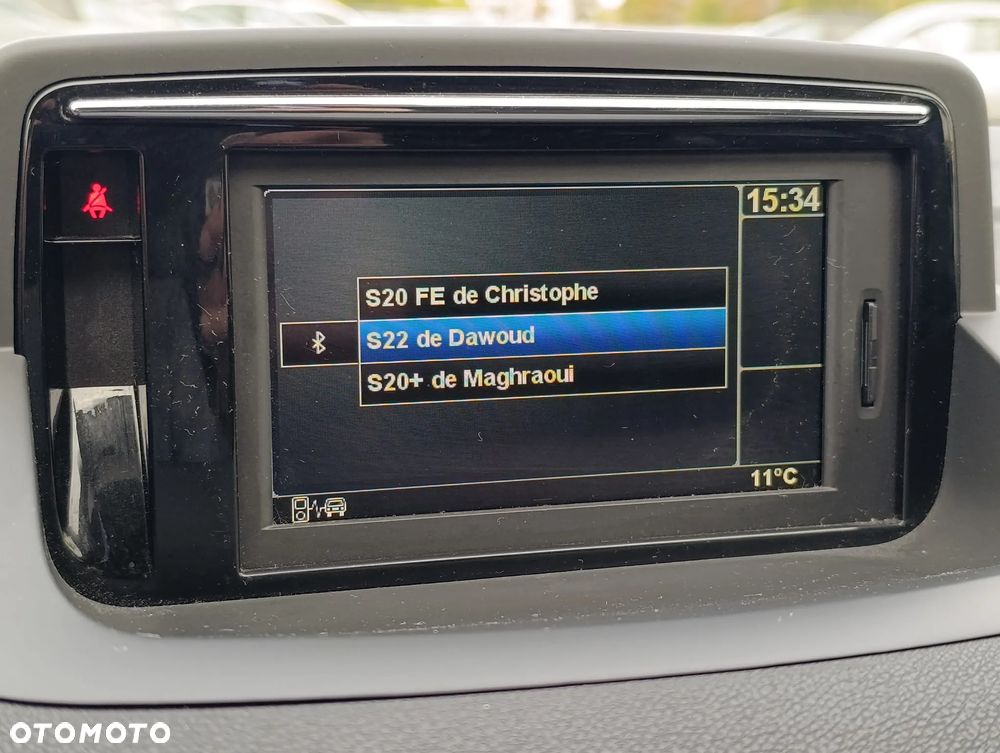 15:34
S20 FE de Christophe
S22 de Dawoud
S20+ de Maghraoui
11°C
OTOMOTO